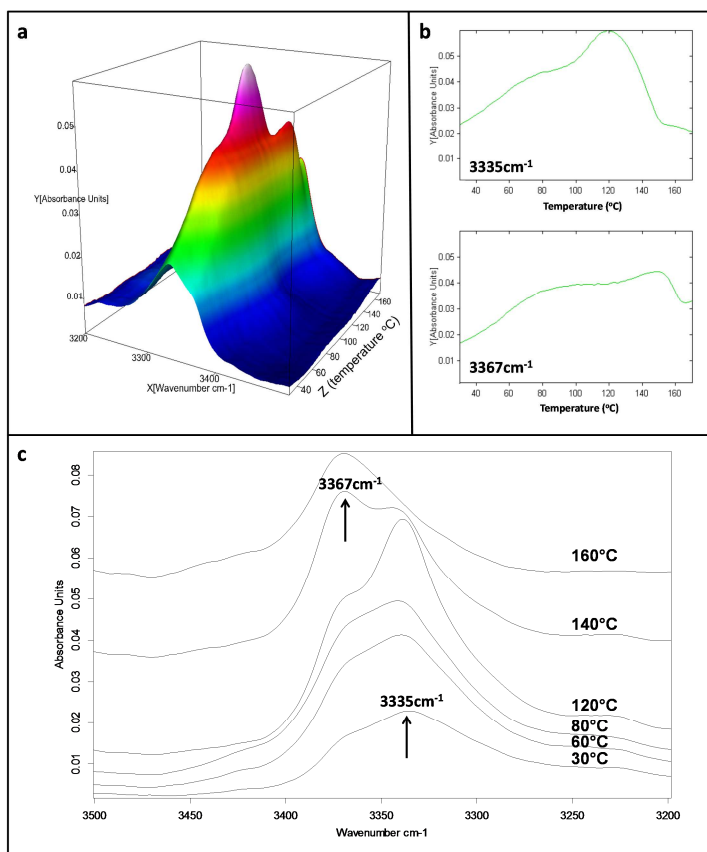 a
Y[Absorbance Units]
0.05
0.04
0.03
0.02
0.01
3200
3300
3400
X[Wavenumber cm-1]
40
60
80
100
120
140
160
Z (temperature °C)
b
Y[Absorbance Units]
0.05
0.04
0.03
0.02
0.01
3335cm⁻¹
40 60 80 100 120 140 160
Temperature (°C)
Y[Absorbance Units]
0.05
0.04
0.03
0.02
0.01
3367cm⁻¹
40 60 80 100 120 140 160
Temperature (°C)
c
Absorbance Units
0.08
0.07
0.06
0.05
0.04
0.03
0.02
0.01
3367cm⁻¹
3335cm⁻¹
160°C
140°C
120°C
80°C
60°C
30°C
3500 3450 3400 3350 3300 3250 3200
Wavenumber cm-1